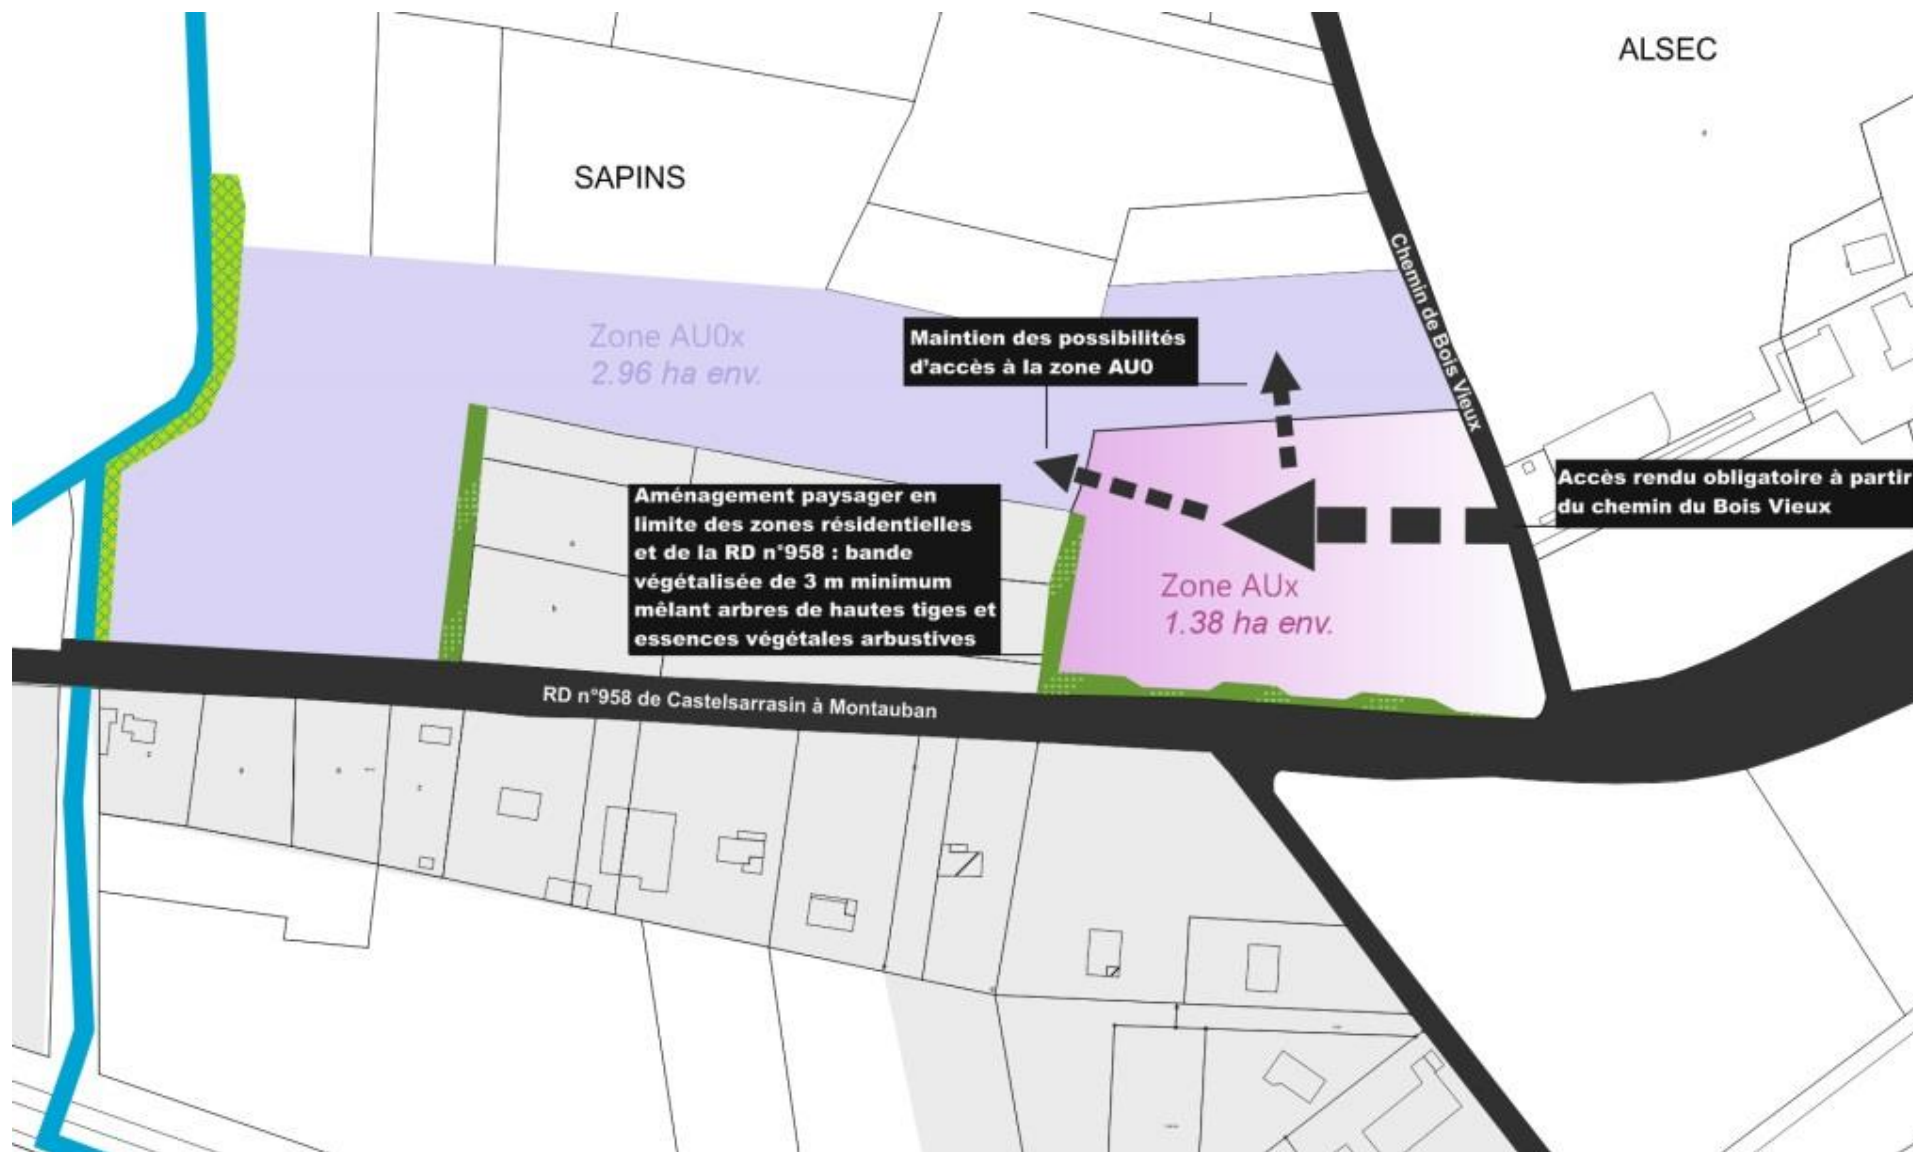 ALSEC
SAPINS
Chemin de Bois Vieux
Zone AU0x
2.96 ha env.
Maintien des possibilités
d'accès à la zone AU0
Accès rendu obligatoire à partir
du chemin du Bois Vieux
Aménagement paysager en
limite des zones résidentielles
et de la RD n°958 : bande
végétalisée de 3 m minimum
mêlant arbres de hautes tiges et
essences végétales arbustives
Zone AUx
1.38 ha env.
RD n°958 de Castelsarrasin à Montauban